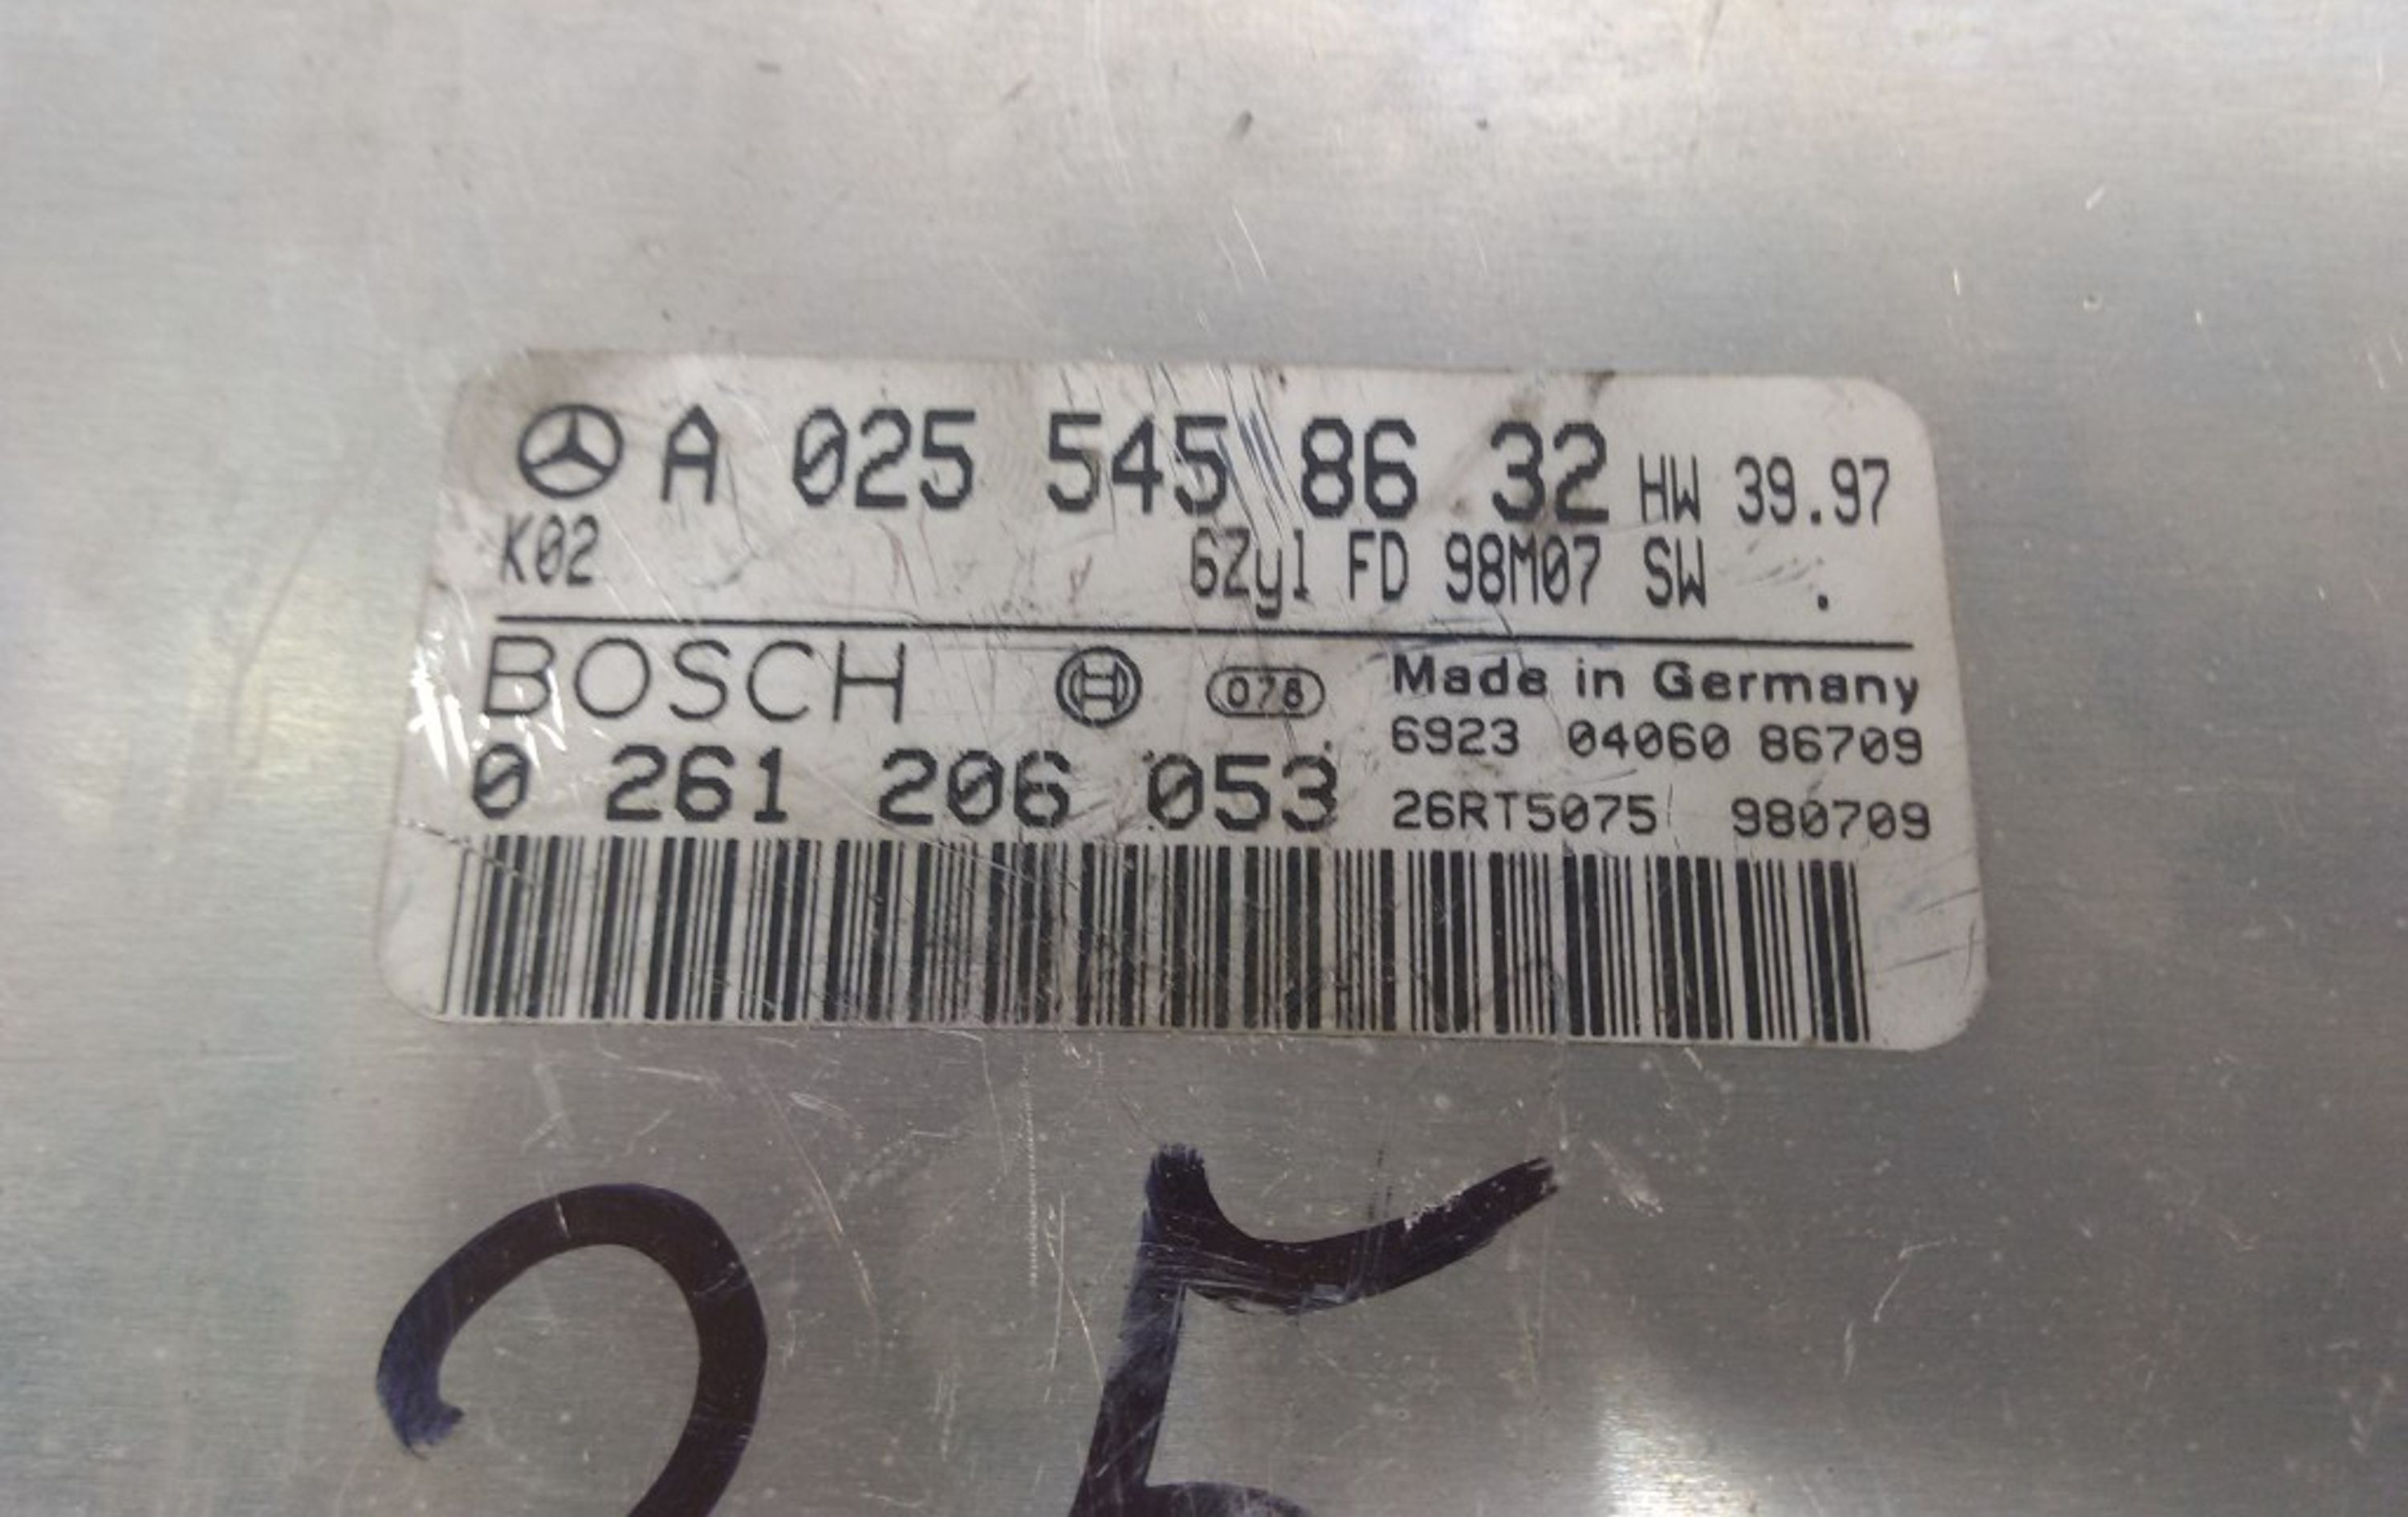 A 025 545 86 32 HW 39.97
K02 6Zyl FD 98M07 SW .
BOSCH 078 Made in Germany
6923 04060 86709
0 261 206 053 26RT5075 980709
25